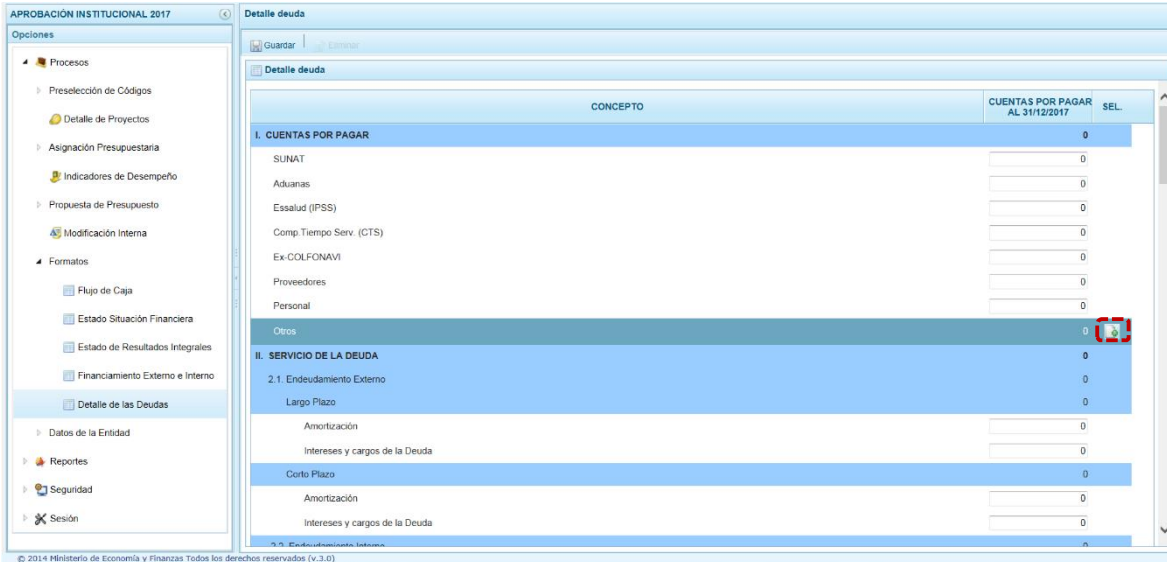 APROBACIÓN INSTITUCIONAL 2017
Opciones
Procesos
Preselección de Códigos
Detalle de Proyectos
Asignación Presupuestaria
Indicadores de Desempeño
Propuesta de Presupuesto
Modificación Interna
Formatos
Flujo de Caja
Estado Situación Financiera
Estado de Resultados Integrales
Financiamiento Externo e Interno
Detalle de las Deudas
Datos de la Entidad
Reportes
Seguridad
Sesión
Detalle deuda
Guardar Eliminar
Detalle deuda
CONCEPTO CUENTAS POR PAGAR AL 31/12/2017 SEL.
I. CUENTAS POR PAGAR 0
SUNAT 0
Aduanas 0
Essalud (IPSS) 0
Comp.Tiempo Serv. (CTS) 0
Ex-COLFONAVI 0
Proveedores 0
Personal 0
Otros 0
II. SERVICIO DE LA DEUDA 0
2.1. Endeudamiento Externo 0
Largo Plazo 0
Amortización 0
Intereses y cargos de la Deuda 0
Corto Plazo 0
Amortización 0
Intereses y cargos de la Deuda 0
2.2. Endeudamiento Interno 0
© 2014 Ministerio de Economía y Finanzas Todos los derechos reservados (v.3.0)